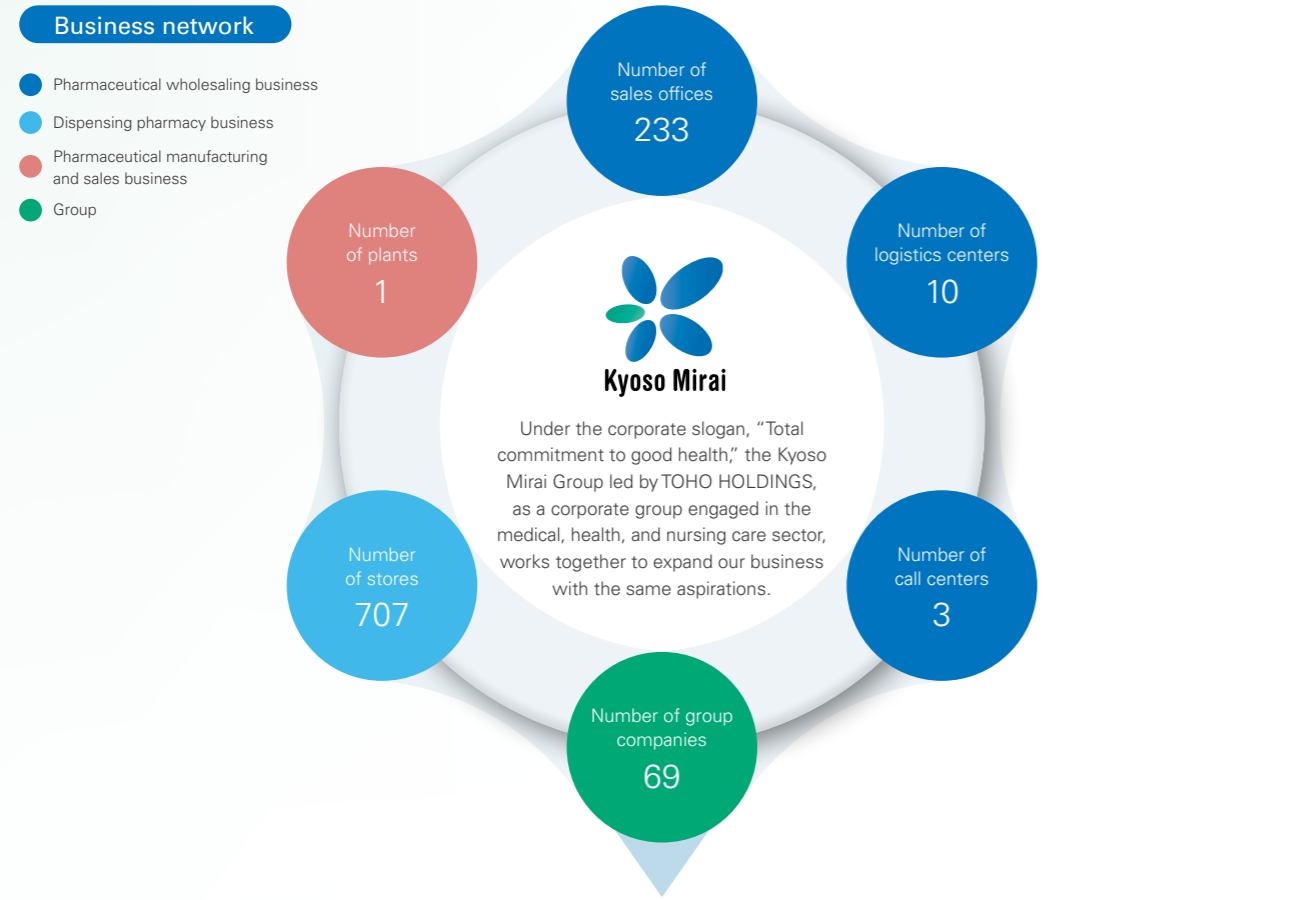 Business network
Pharmaceutical wholesaling business
Dispensing pharmacy business
Pharmaceutical manufacturing
and sales business
Group
Number of
sales offices
233
Number
of plants
1
Number of
logistics centers
10
Kyoso Mirai
Under the corporate slogan, “Total
commitment to good health,” the Kyoso
Mirai Group led by TOHO HOLDINGS,
as a corporate group engaged in the
medical, health, and nursing care sector,
works together to expand our business
with the same aspirations.
Number
of stores
707
Number of
call centers
3
Number of group
companies
69